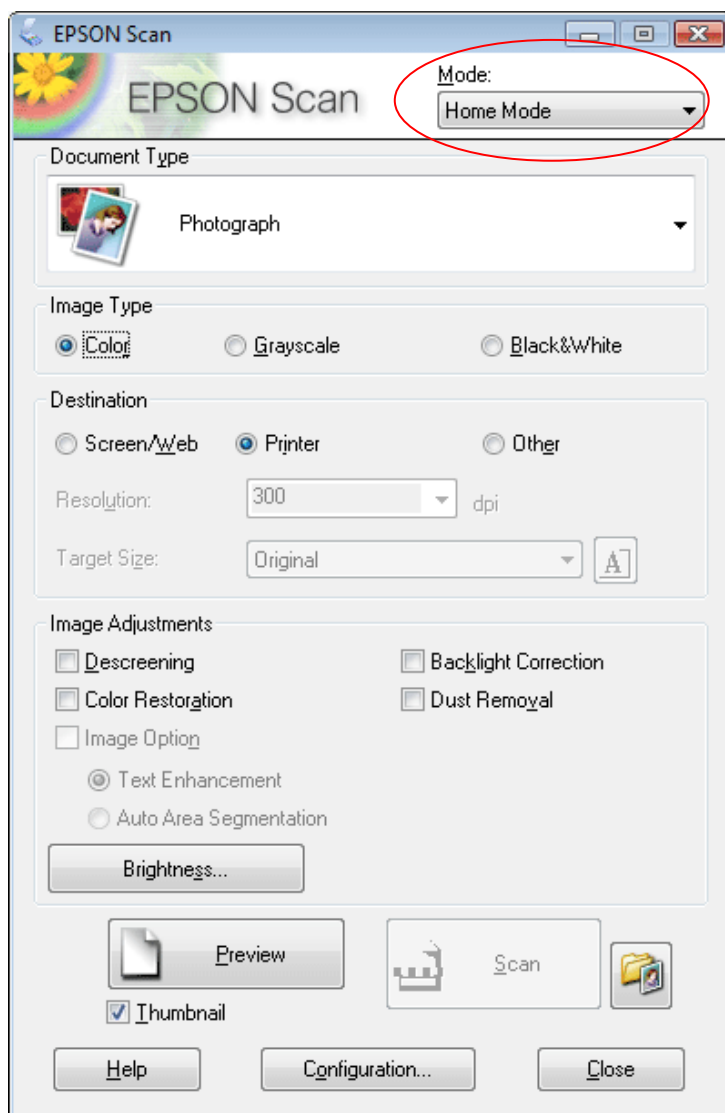 EPSON Scan
EPSON Scan
Mode:
Home Mode
Document Type
Photograph
Image Type
Color Grayscale Black&White
Destination
Screen/Web Printer Other
Resolution: 300 dpi
Target Size: Original A
Image Adjustments
Descreening Backlight Correction
Color Restoration Dust Removal
Image Option
Text Enhancement
Auto Area Segmentation
Brightness...
Preview Scan
Thumbnail
Help Configuration... Close